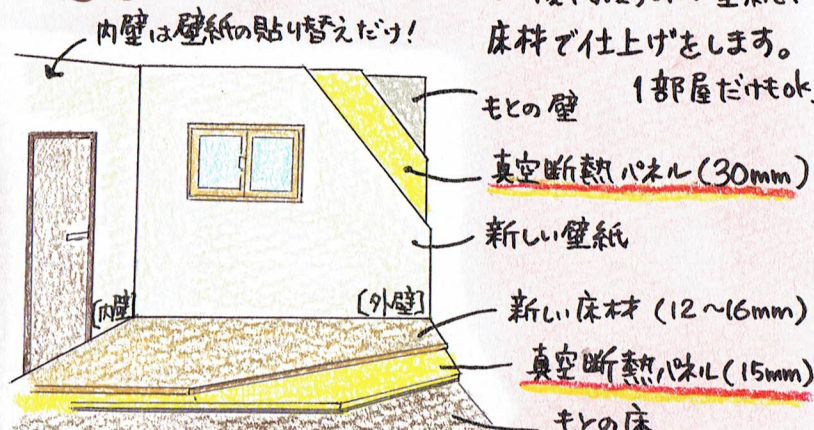 内壁は壁紙の貼り替えだけ!
床材で仕上げをします。
1部屋だけもok
もとの壁
真空断熱パネル(30mm)
新しい壁紙
[内壁]
[外壁]
新しい床材(12〜16mm)
真空断熱パネル(15mm)
もとの床